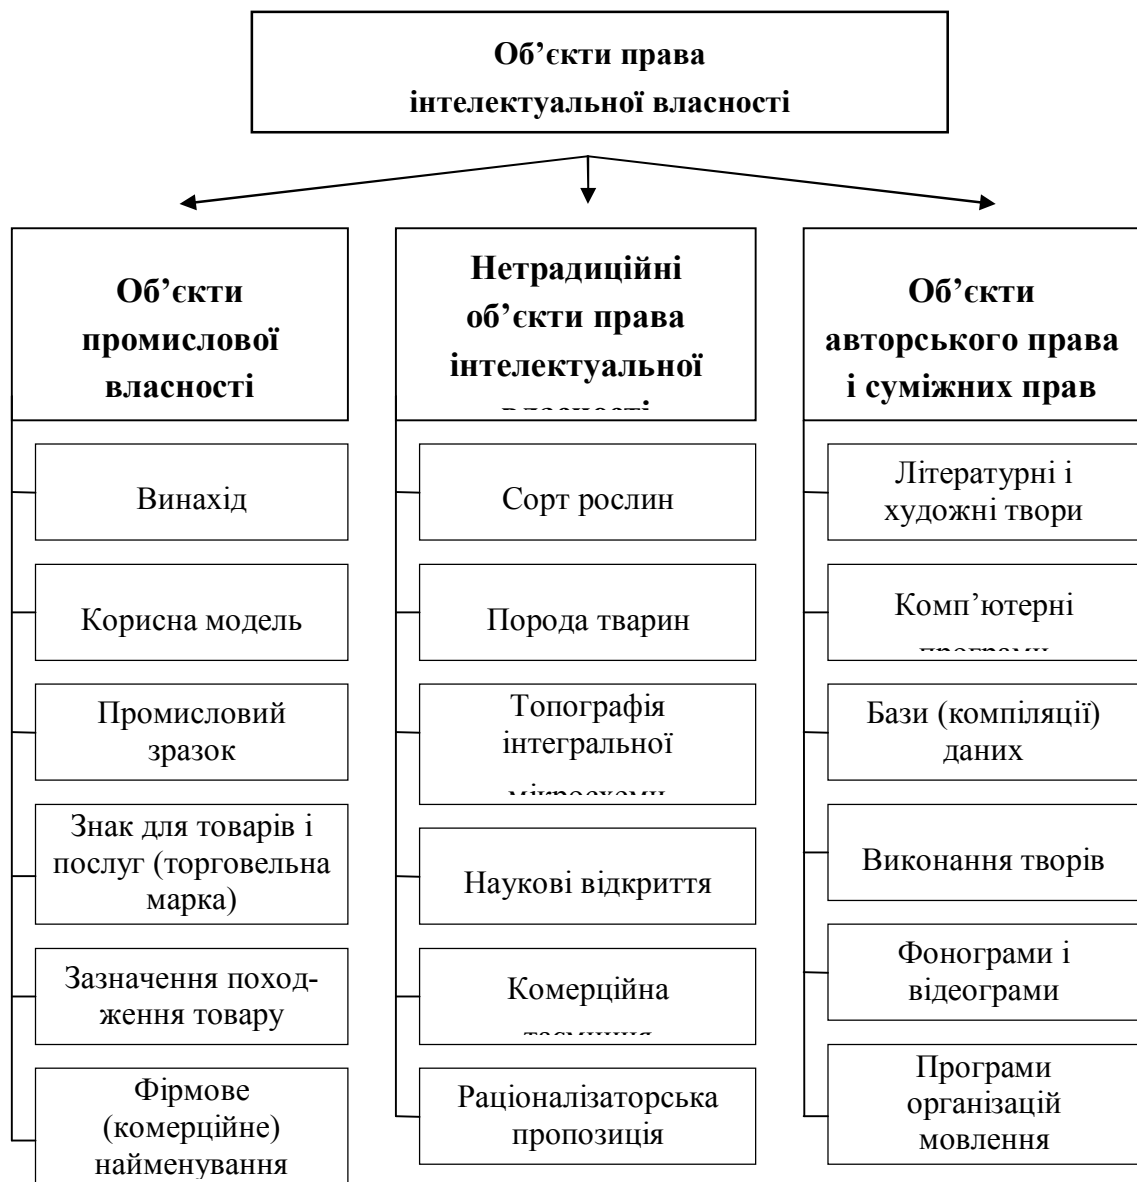 Об’єкти права
інтелектуальної власності
Об’єкти
промислової
власності
Винахід
Корисна модель
Промисловий
зразок
Знак для товарів і
послуг (торговельна
марка)
Зазначення поход-
ження товару
Фірмове
(комерційне)
найменування
Нетрадиційні
об’єкти права
інтелектуальної
Сорт рослин
Порода тварин
Топографія
інтегральної
Наукові відкриття
Комерційна
Раціоналізаторська
пропозиція
Об’єкти
авторського права
і суміжних прав
Літературні і
художні твори
Комп’ютерні
Бази (компіляції)
даних
Виконання творів
Фонограми і
відеограми
Програми
організацій
мовлення